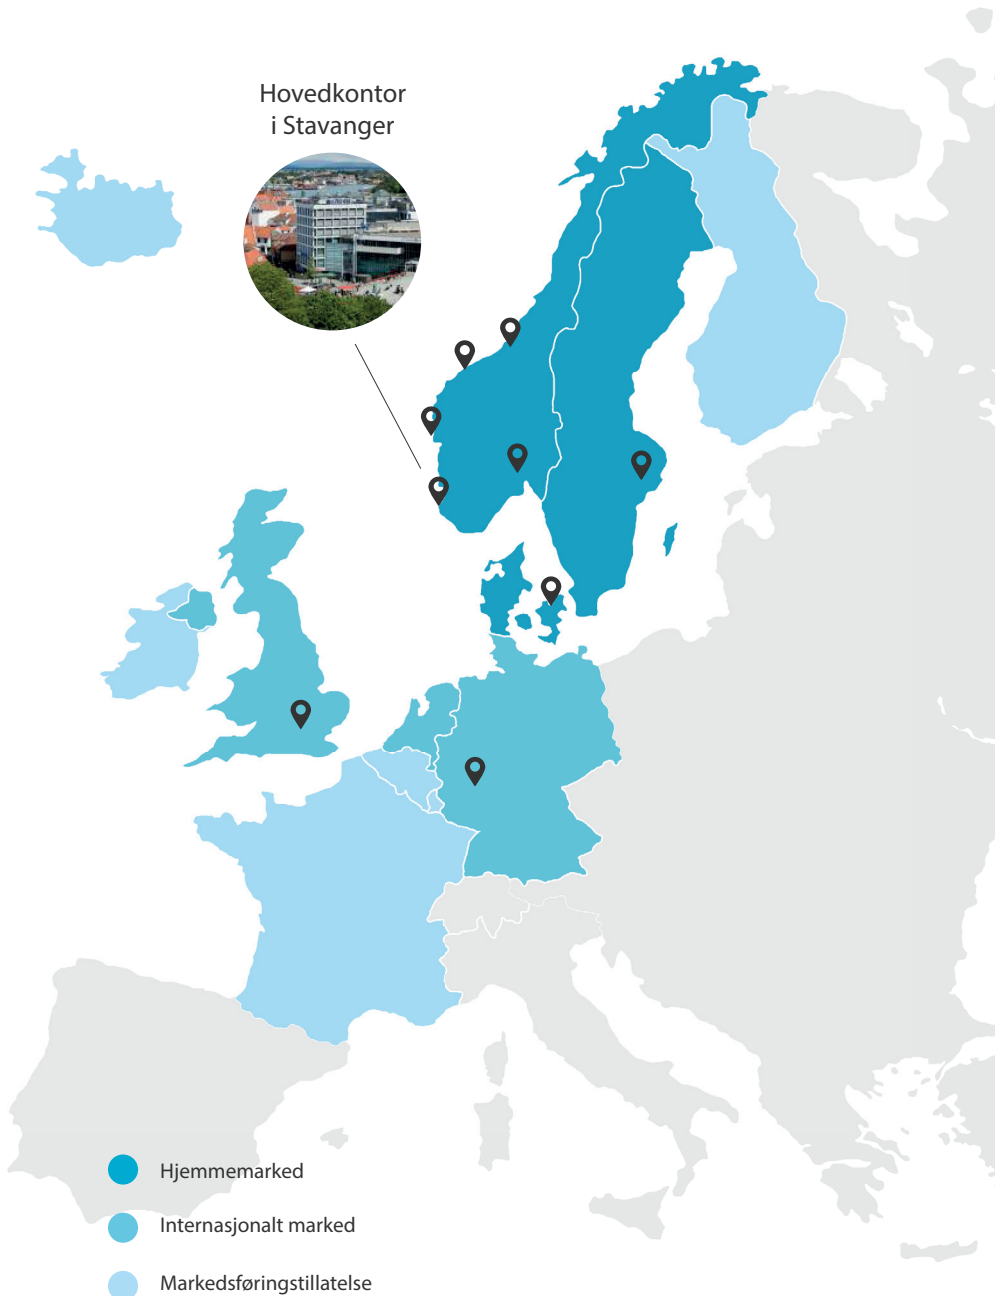 Hovedkontor
i Stavanger
Hjemmemarked
Internasjonalt marked
Markedsføringstillatelse